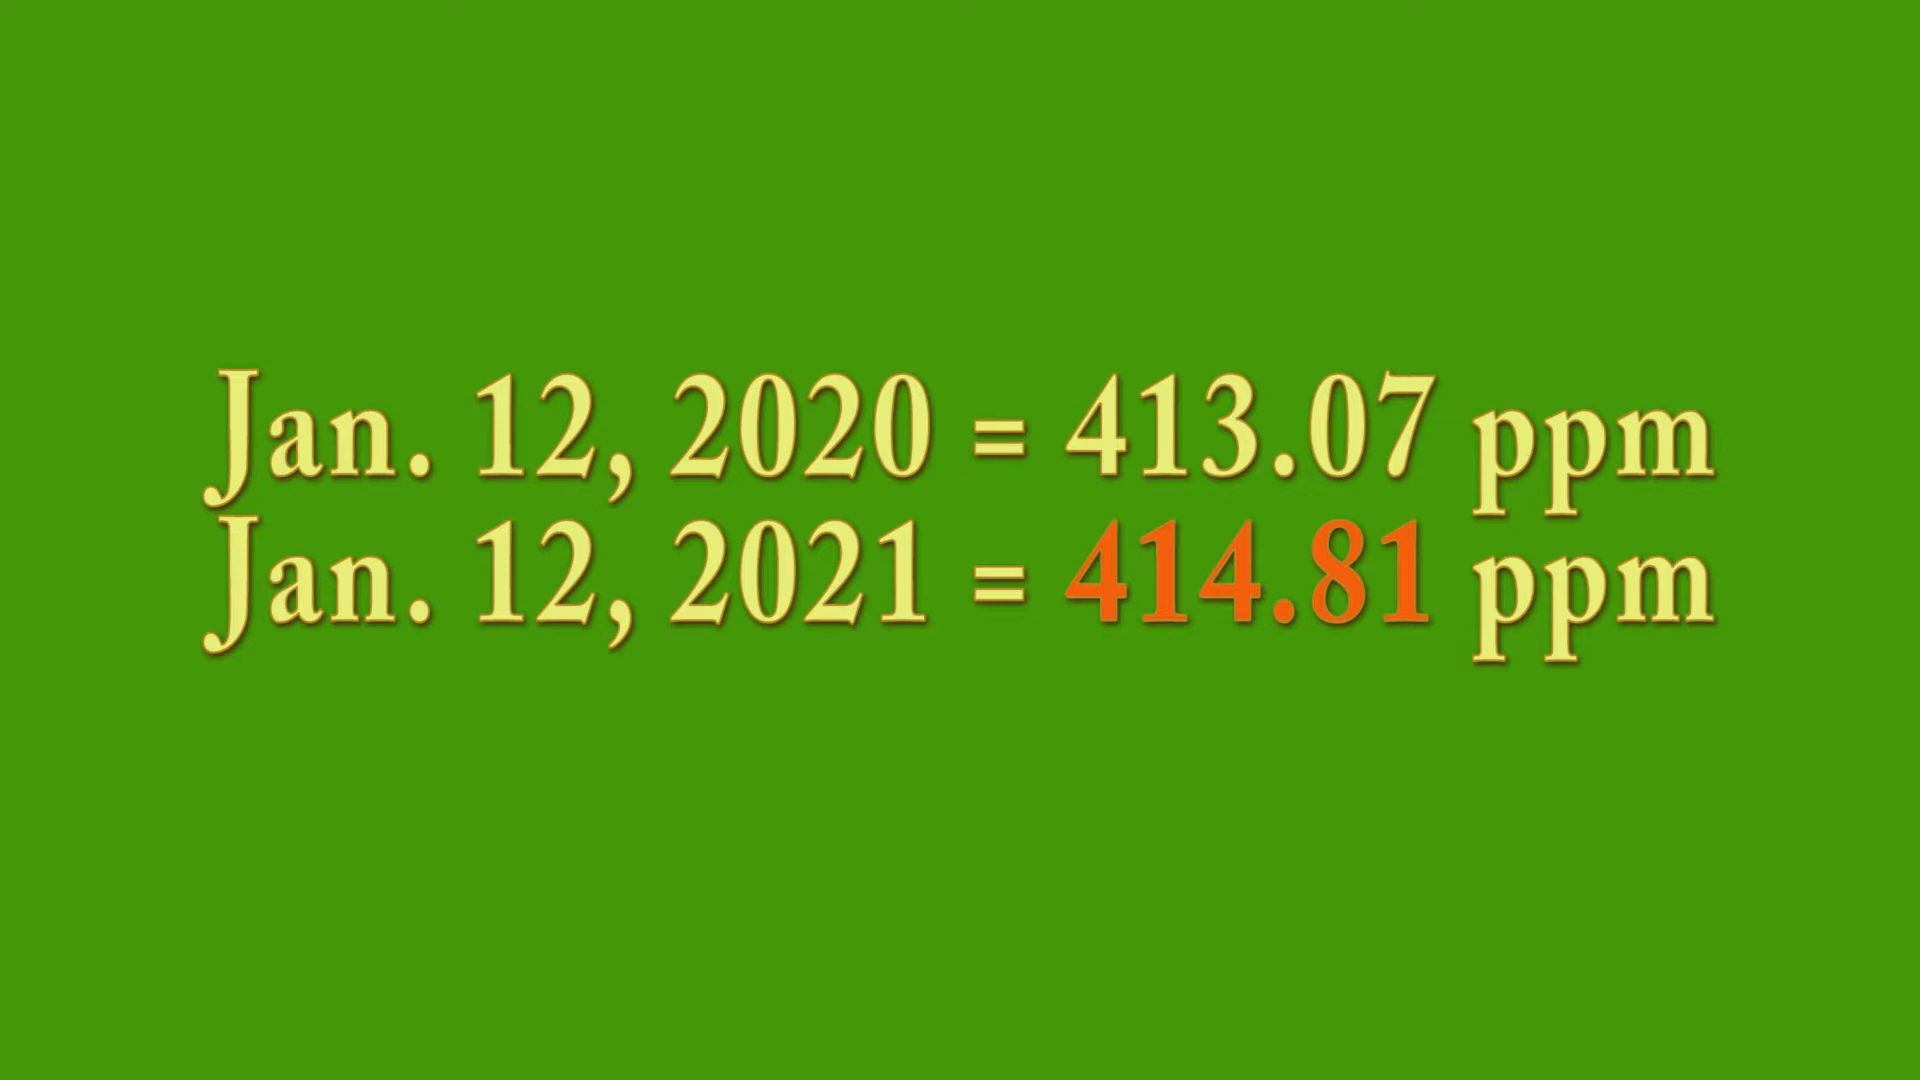 Jan. 12, 2020 = 413.07 ppm
Jan. 12, 2021 = 414.81 ppm